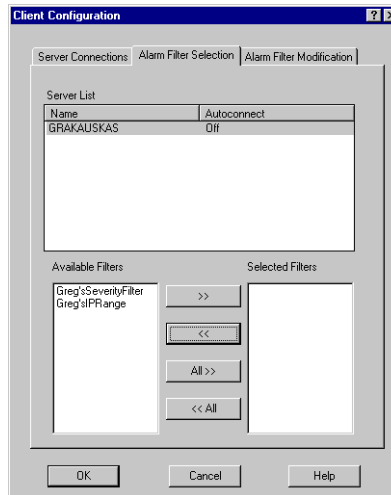 Client Configuration
Server Connections Alarm Filter Selection Alarm Filter Modification
Server List
Name Autoconnect
GRAKAUSKAS Off
Available Filters Selected Filters
Greg'sSeverityFilter
Greg'sIPRange
>>
<<
All >>
<< All
OK Cancel Help